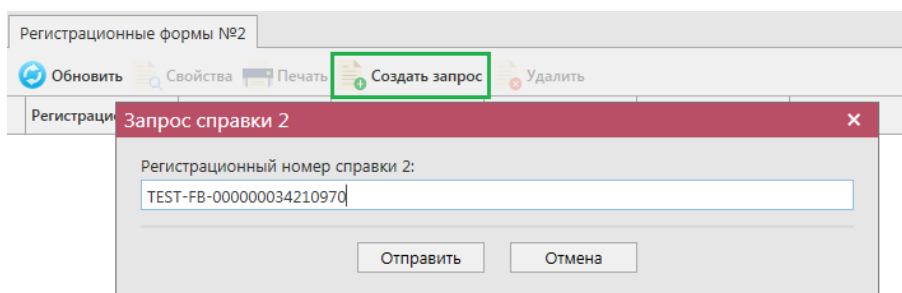 Регистрационные формы №2
Обновить Свойства Печать Создать запрос Удалить
Регистраци
Запрос справки 2
Регистрационный номер справки 2:
TEST-FB-000000034210970
Отправить Отмена